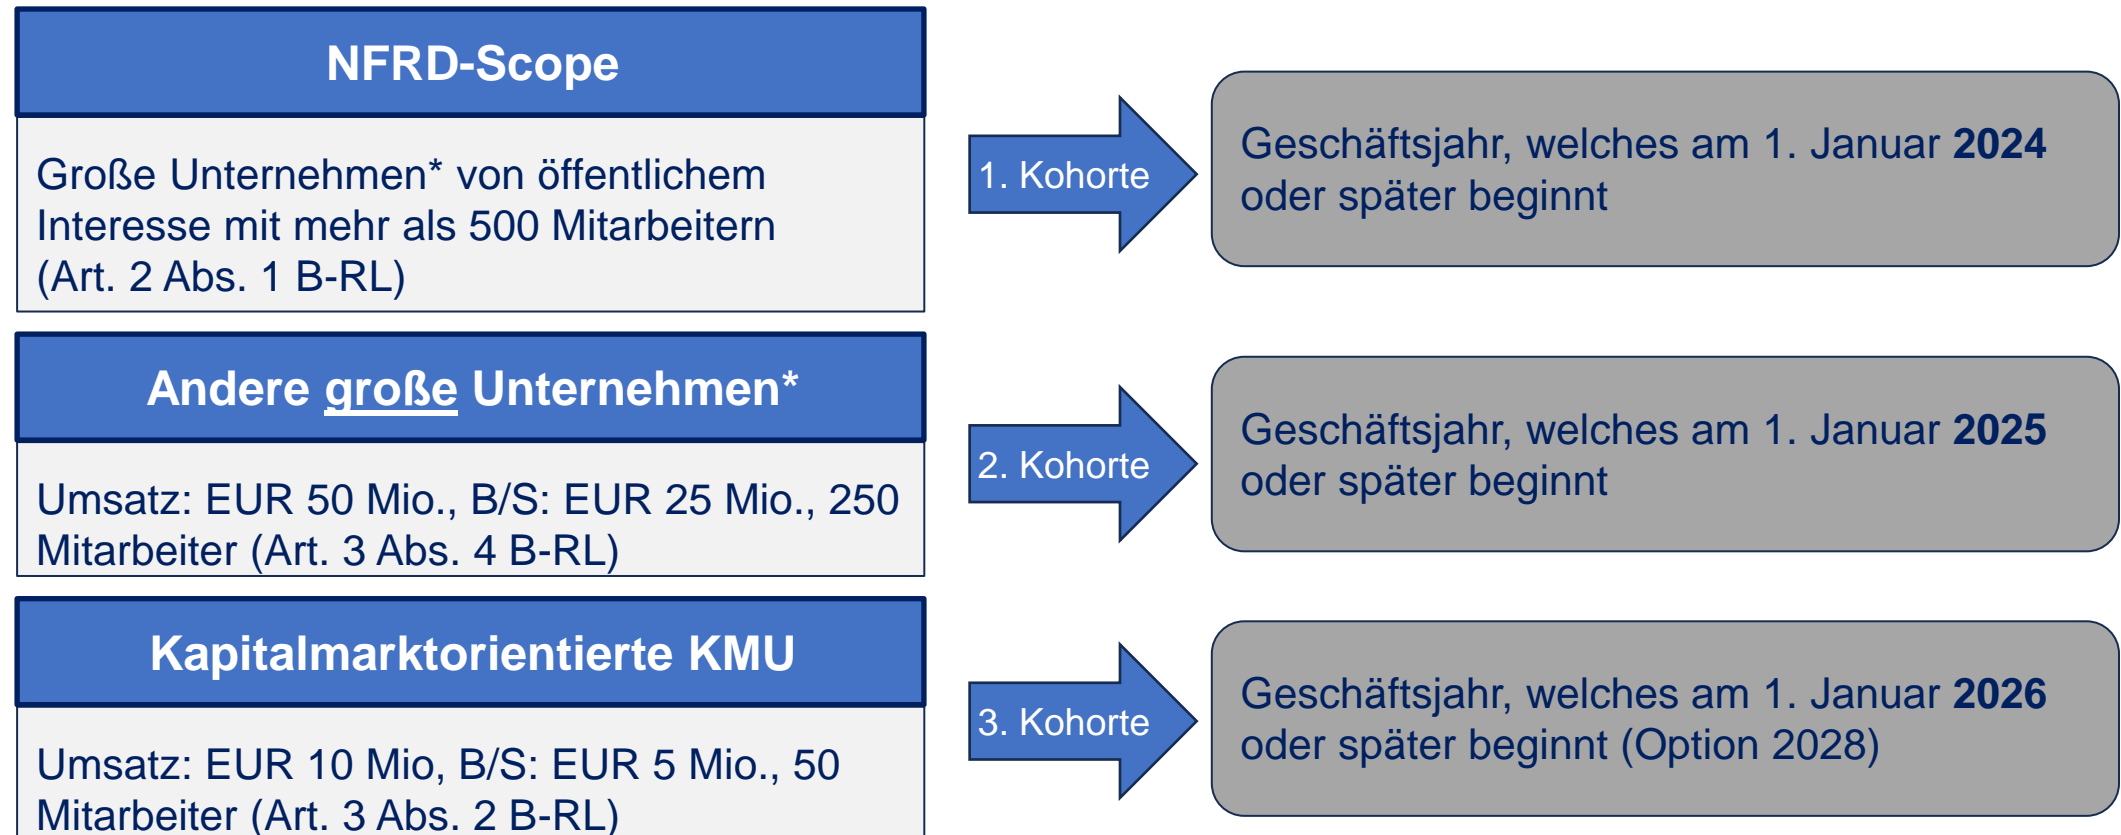 NFRD-Scope
Große Unternehmen* von öffentlichem
Interesse mit mehr als 500 Mitarbeitern
(Art. 2 Abs. 1 B-RL)
1. Kohorte
Geschäftsjahr, welches am 1. Januar 2024
oder später beginnt
Andere große Unternehmen*
Umsatz: EUR 50 Mio., B/S: EUR 25 Mio., 250
Mitarbeiter (Art. 3 Abs. 4 B-RL)
2. Kohorte
Geschäftsjahr, welches am 1. Januar 2025
oder später beginnt
Kapitalmarktorientierte KMU
Umsatz: EUR 10 Mio, B/S: EUR 5 Mio., 50
Mitarbeiter (Art. 3 Abs. 2 B-RL)
3. Kohorte
Geschäftsjahr, welches am 1. Januar 2026
oder später beginnt (Option 2028)